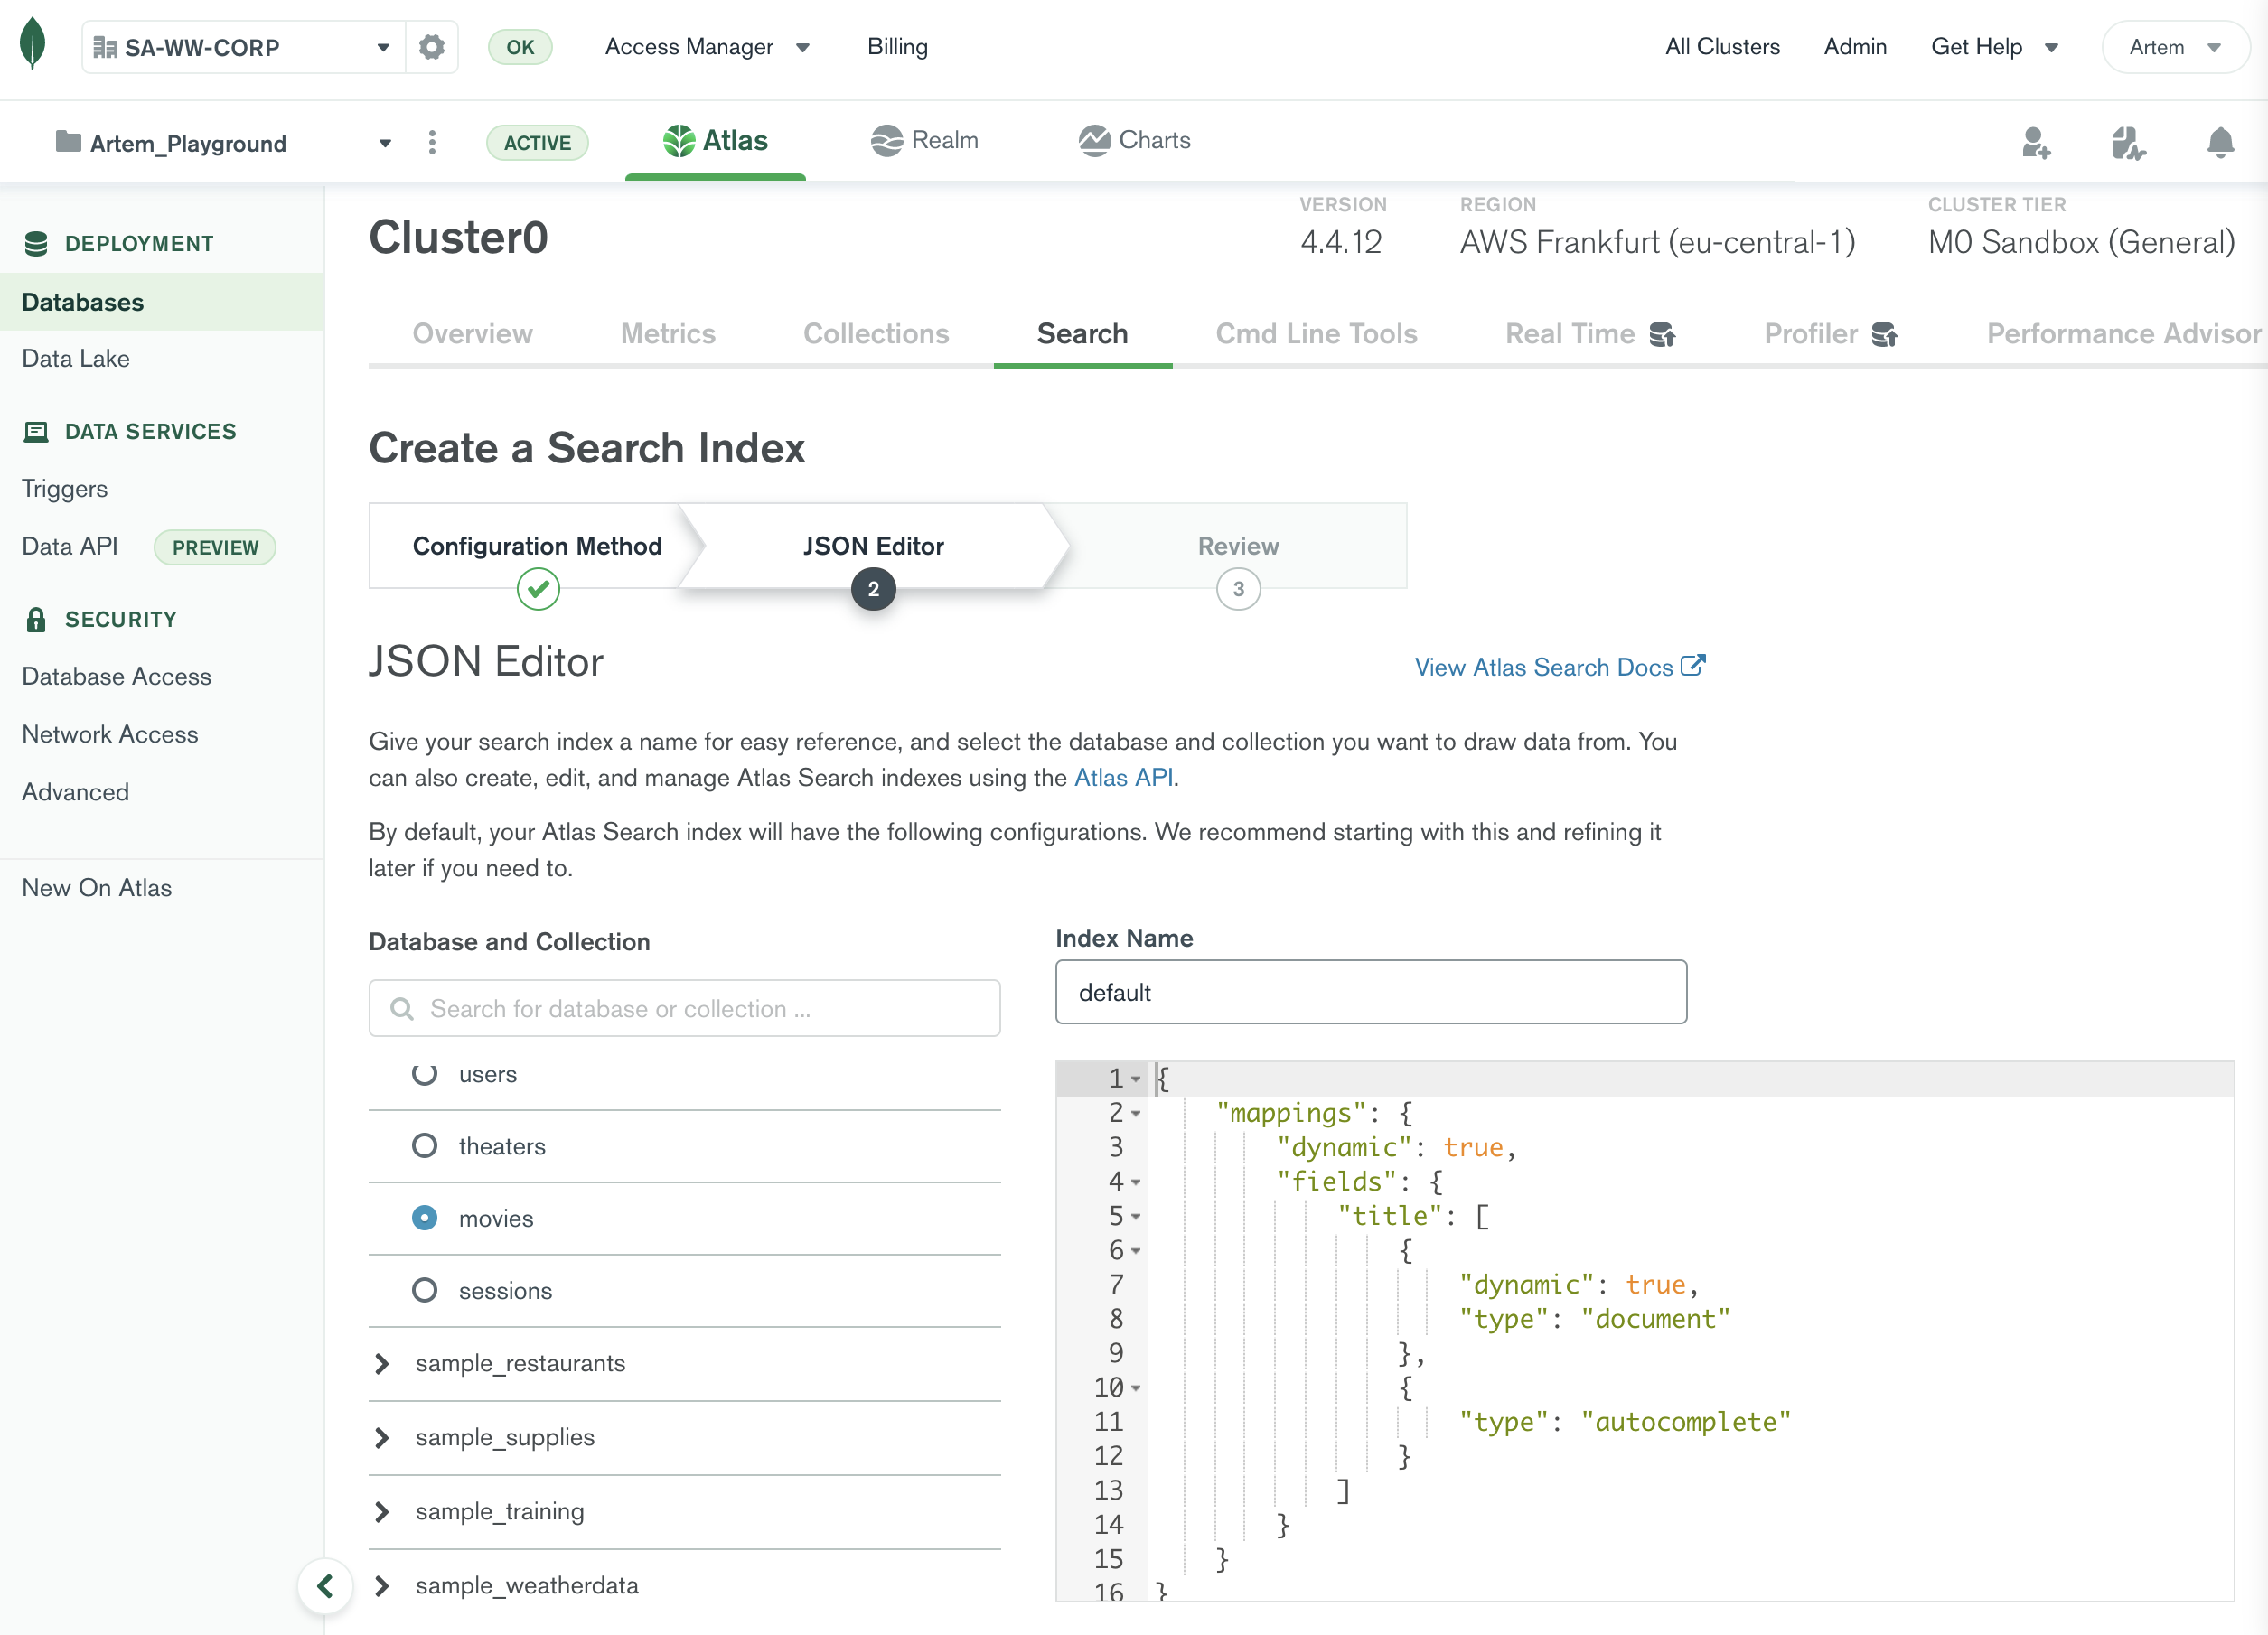 SA-WW-CORP
OK
Access Manager
Billing
All Clusters
Admin
Get Help
Artem
Artem_Playground
ACTIVE
Atlas
Realm
Charts
DEPLOYMENT
Databases
Data Lake
DATA SERVICES
Triggers
Data API
PREVIEW
SECURITY
Database Access
Network Access
Advanced
New On Atlas
Cluster0
VERSION
4.4.12
REGION
AWS Frankfurt (eu-central-1)
CLUSTER TIER
M0 Sandbox (General)
Overview
Metrics
Collections
Search
Cmd Line Tools
Real Time
Profiler
Performance Advisor
Create a Search Index
Configuration Method
JSON Editor
2
Review
3
JSON Editor
View Atlas Search Docs
Give your search index a name for easy reference, and select the database and collection you want to draw data from. You
can also create, edit, and manage Atlas Search indexes using the Atlas API.
By default, your Atlas Search index will have the following configurations. We recommend starting with this and refining it
later if you need to.
Database and Collection
Search for database or collection ...
users
theaters
movies
sessions
sample_restaurants
sample_supplies
sample_training
sample_weatherdata
Index Name
default
1 {
2 "mappings": {
3 "dynamic": true,
4 "fields": {
5 "title": [
6 {
7 "dynamic": true,
8 "type": "document"
9 },
10 {
11 "type": "autocomplete"
12 }
13 ]
14 }
15 }
16 }